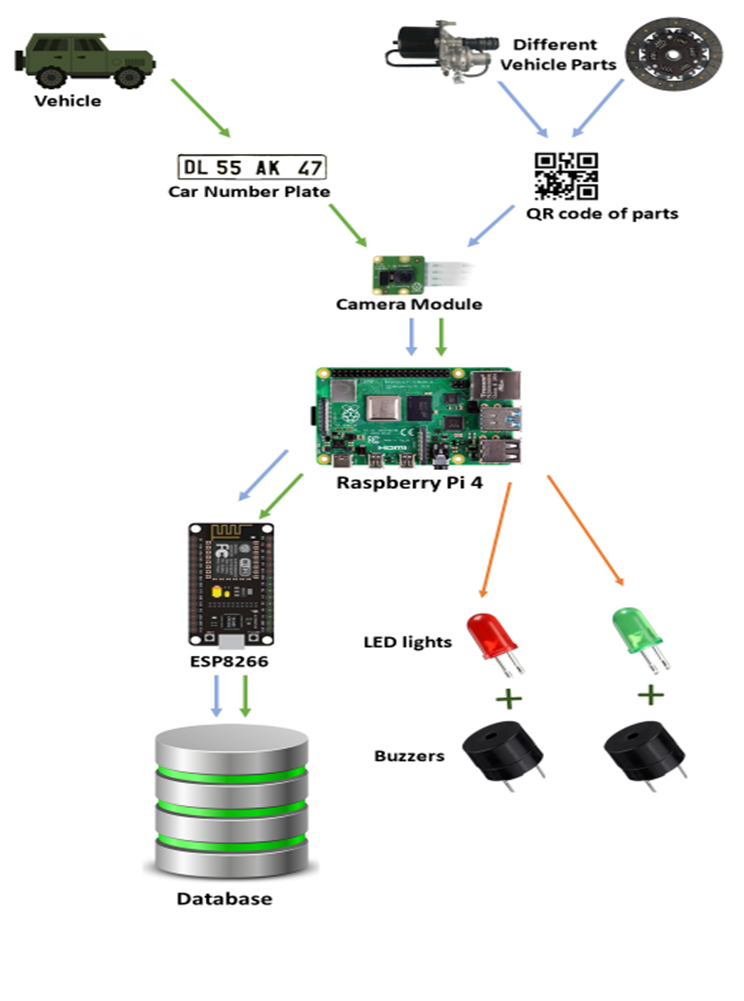 Different
Vehicle Parts
Vehicle
DL 55 AK 47
Car Number Plate
QR code of parts
Camera Module
HDMI
Raspberry Pi 4
LED lights
ESP8266
Buzzers
Database